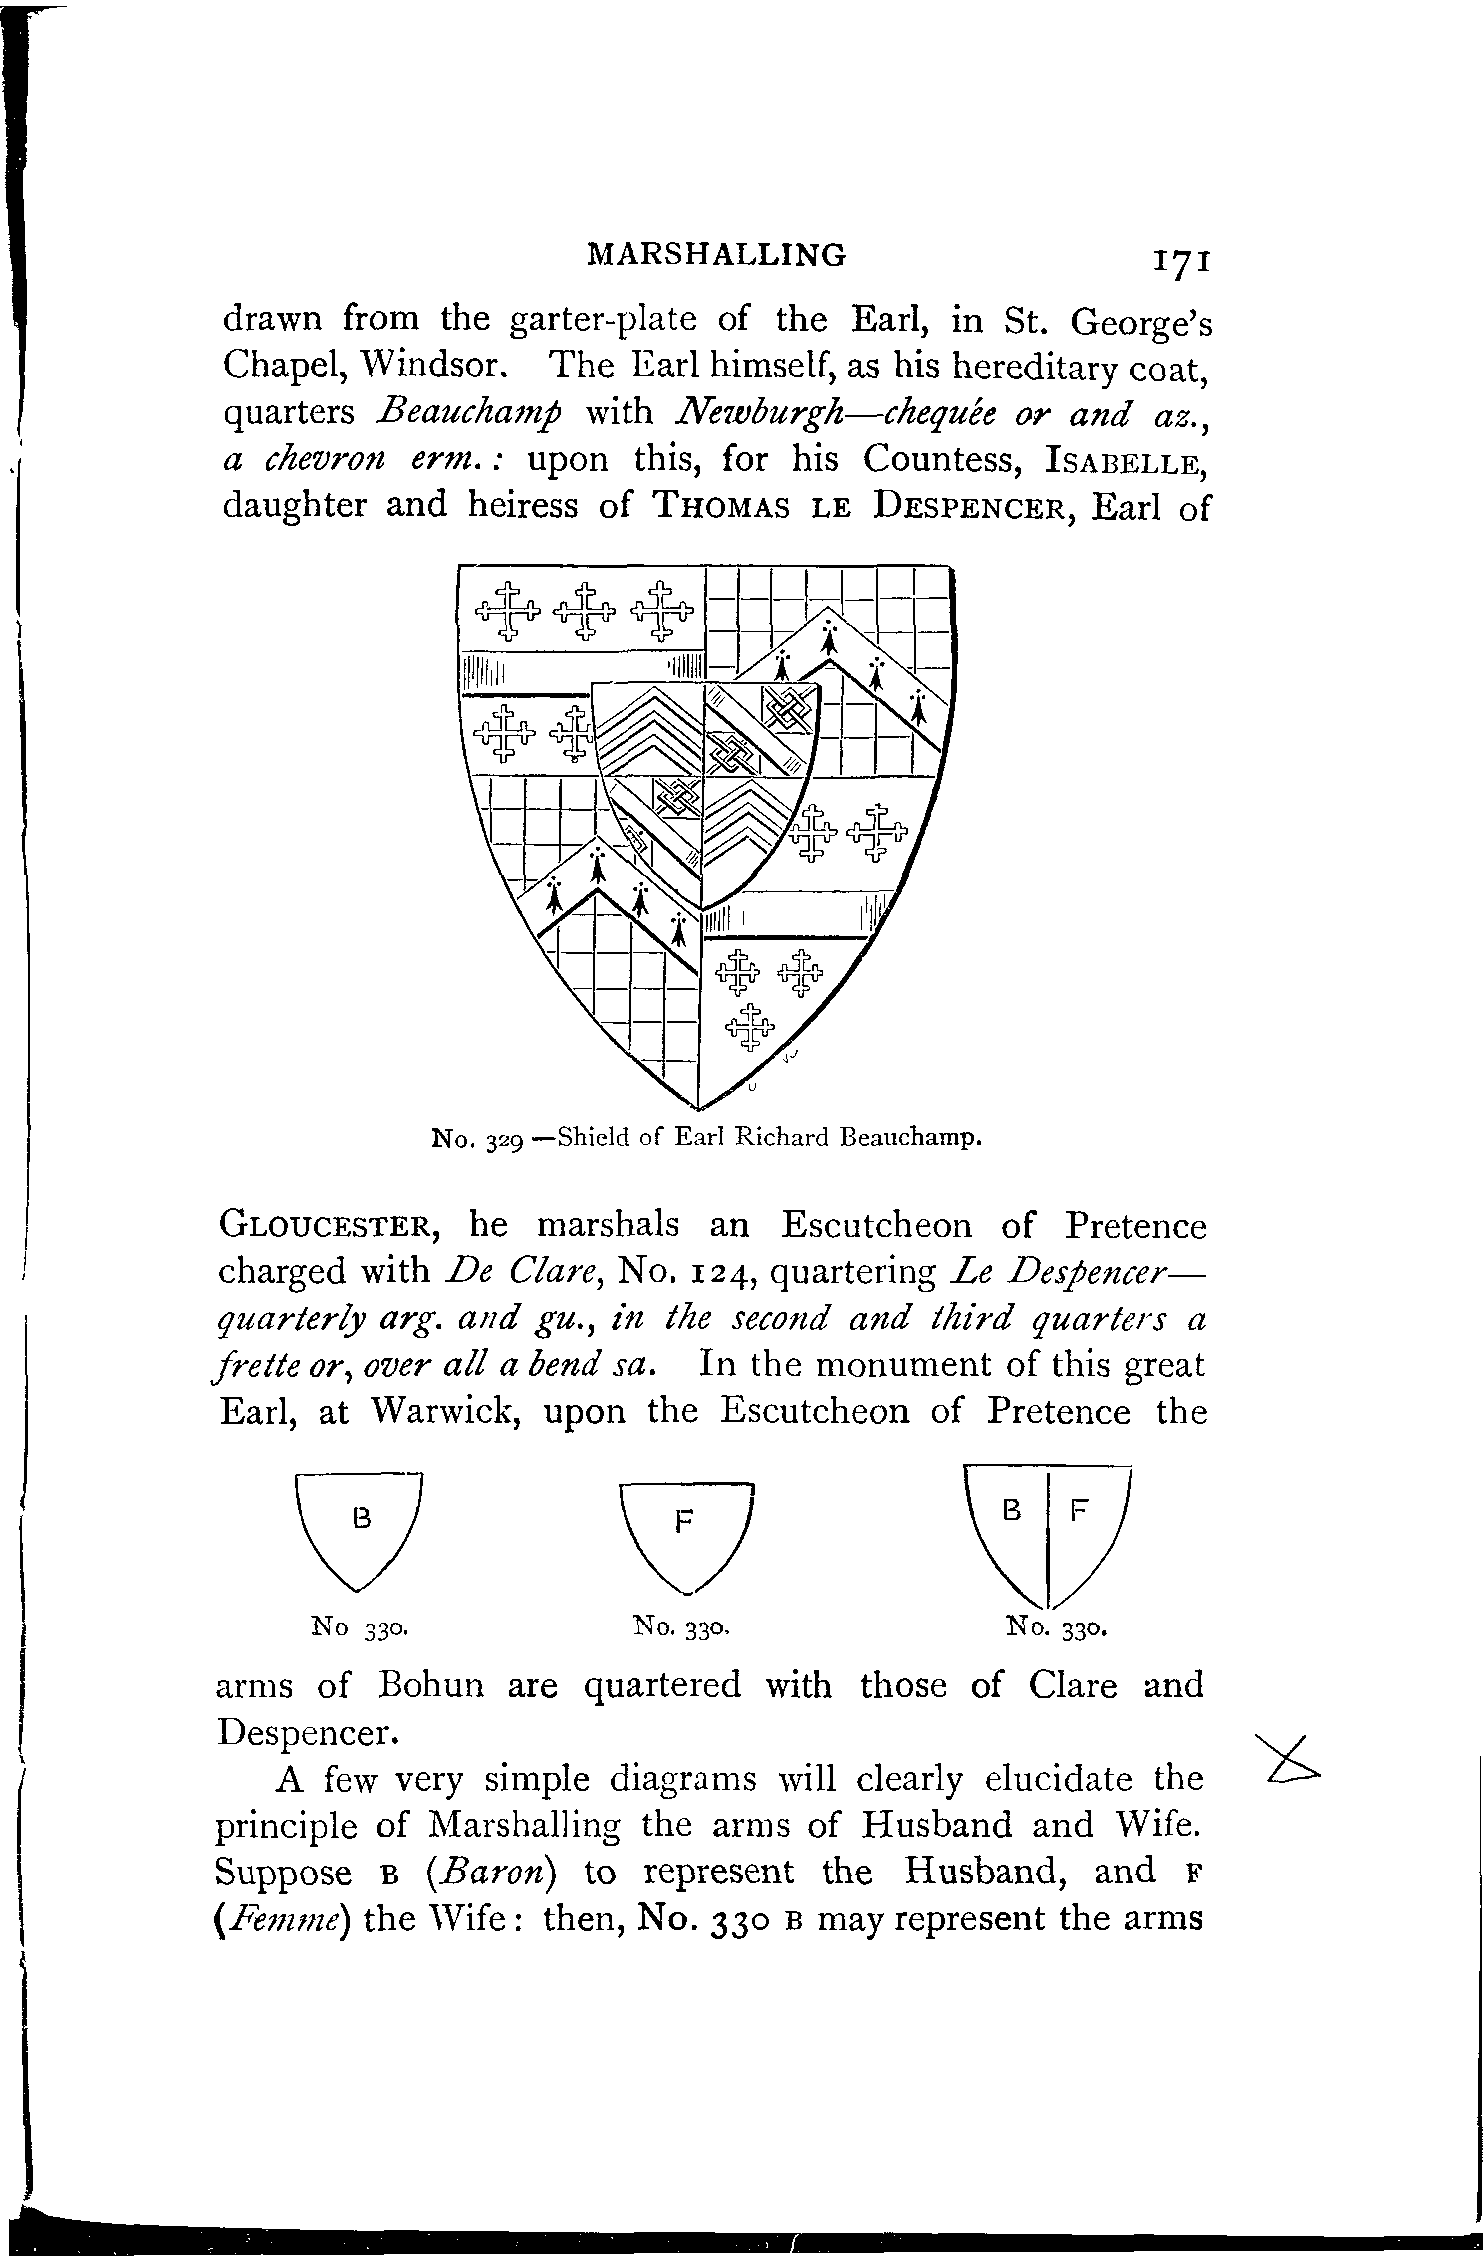 MARSHALLING 171
drawn from the garter-plate of the Earl, in St. George's
Chapel, Windsor. The Earl himself, as his hereditary coat,
quarters Beauchamp with Newburgh—chequée or and az.,
a chevron erm. : upon this, for his Countess, ISABELLE,
daughter and heiress of THOMAS LE DESPENCER, Earl of
No. 329 —Shield of Earl Richard Beauchamp.
GLOUCESTER, he marshals an Escutcheon of Pretence
charged with De Clare, No. 124, quartering Le Despencer—
quarterly arg. and gu., in the second and third quarters a
frette or, over all a bend sa. In the monument of this great
Earl, at Warwick, upon the Escutcheon of Pretence the
B F B F
No 330. No. 330. No. 330.
arms of Bohun are quartered with those of Clare and
Despencer.
A few very simple diagrams will clearly elucidate the
principle of Marshalling the arms of Husband and Wife.
Suppose B (Baron) to represent the Husband, and F
(Femme) the Wife : then, No. 330 B may represent the arms